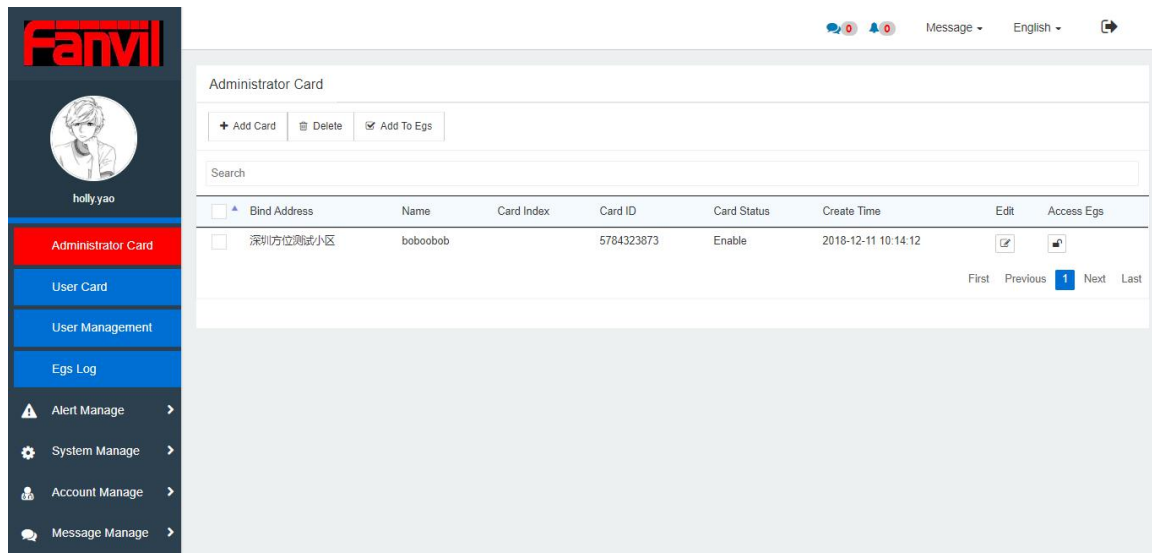 Fanvil
0 0 Message English
holly.yao
Administrator Card
User Card
User Management
Egs Log
Alert Manage
System Manage
Account Manage
Message Manage
Administrator Card
Add Card Delete Add To Egs
Search
Bind Address Name Card Index Card ID Card Status Create Time Edit Access Egs
深圳方位测试小区 boboobob 5784323873 Enable 2018-12-11 10:14:12
First Previous 1 Next Last